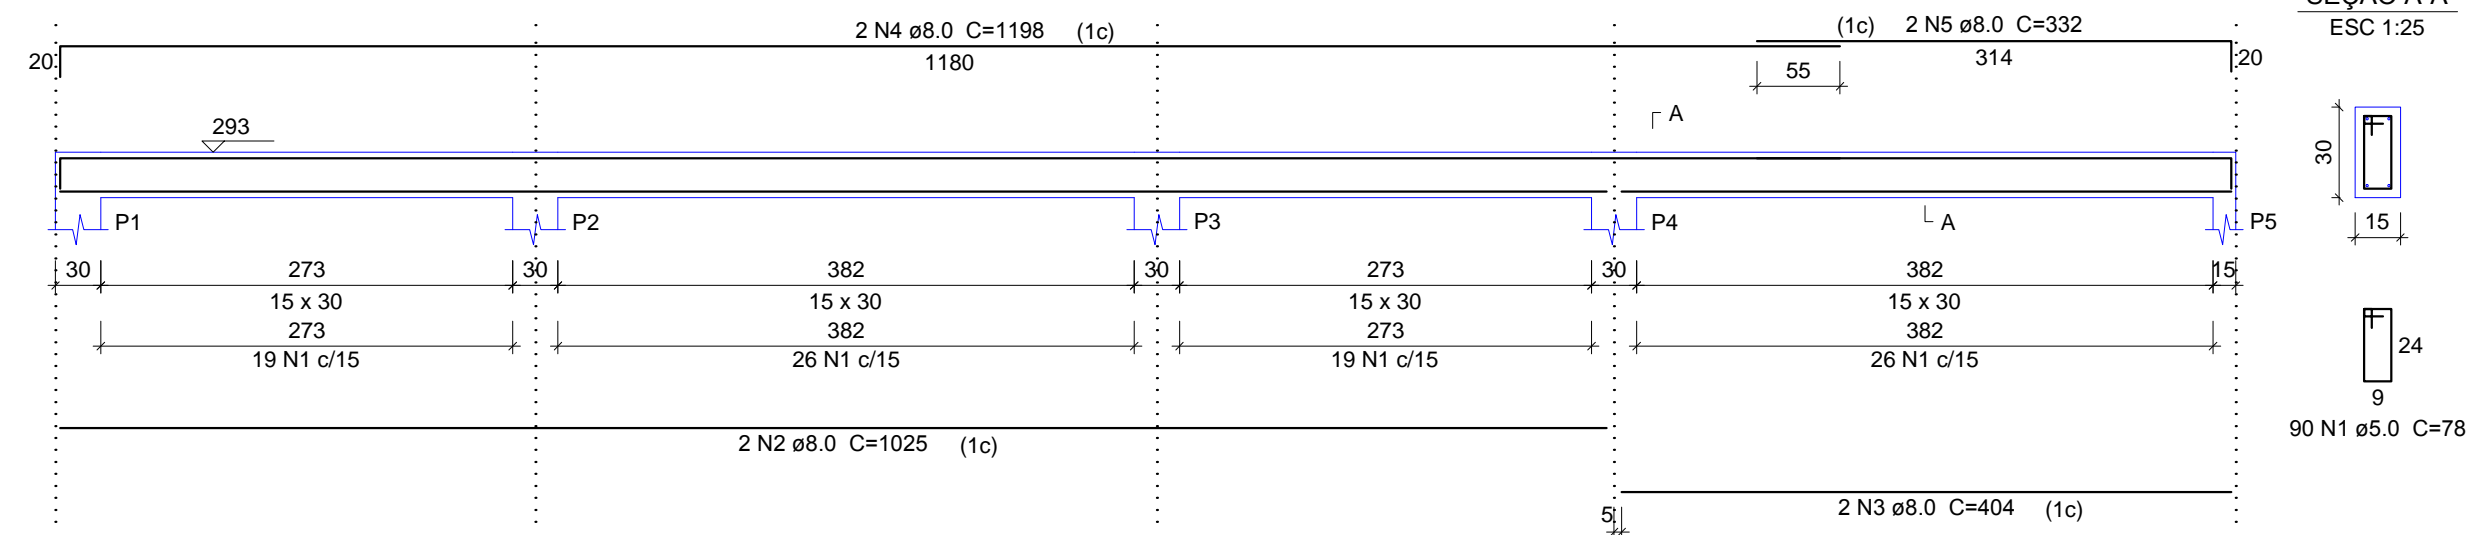 SEÇÃO A-A
ESC 1:25
2 N4 ø8.0 C=1198 (1c)
(1c) 2 N5 ø8.0 C=332
20
1180
314
20
55
A
293
30
15
P1
P2
P3
P4
A
P5
30 273 30 382 30 273 30 382 15
15 x 30 15 x 30 15 x 30 15 x 30
273 382 273 382
19 N1 c/15 26 N1 c/15 19 N1 c/15 26 N1 c/15
24
9
90 N1 ø5.0 C=78
2 N2 ø8.0 C=1025 (1c)
5
2 N3 ø8.0 C=404 (1c)